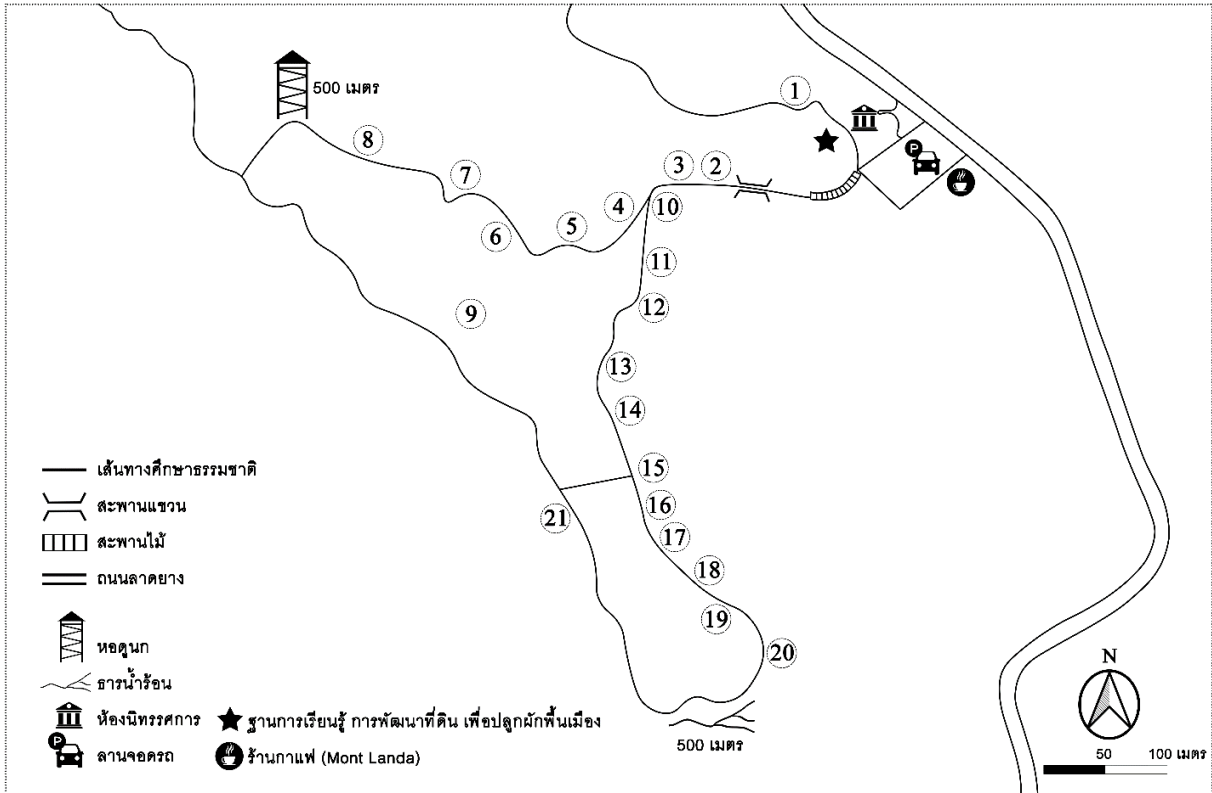 500 เมตร
1
8
3
2
7
4
10
5
6
11
12
9
13
14
15
16
21
17
18
19
20
เส้นทางศึกษาธรรมชาติ
สะพานแขวน
สะพานไม้
ถนนลาดยาง
หอดูนก
ธารน้ำร้อน
ห้องนิทรรศการ
ฐานการเรียนรู้ การพัฒนาที่ดิน เพื่อปลูกผักพื้นเมือง
P
ลานจอดรถ
ร้านกาแฟ (Mont Landa)
500 เมตร
P
N
50 100 เมตร